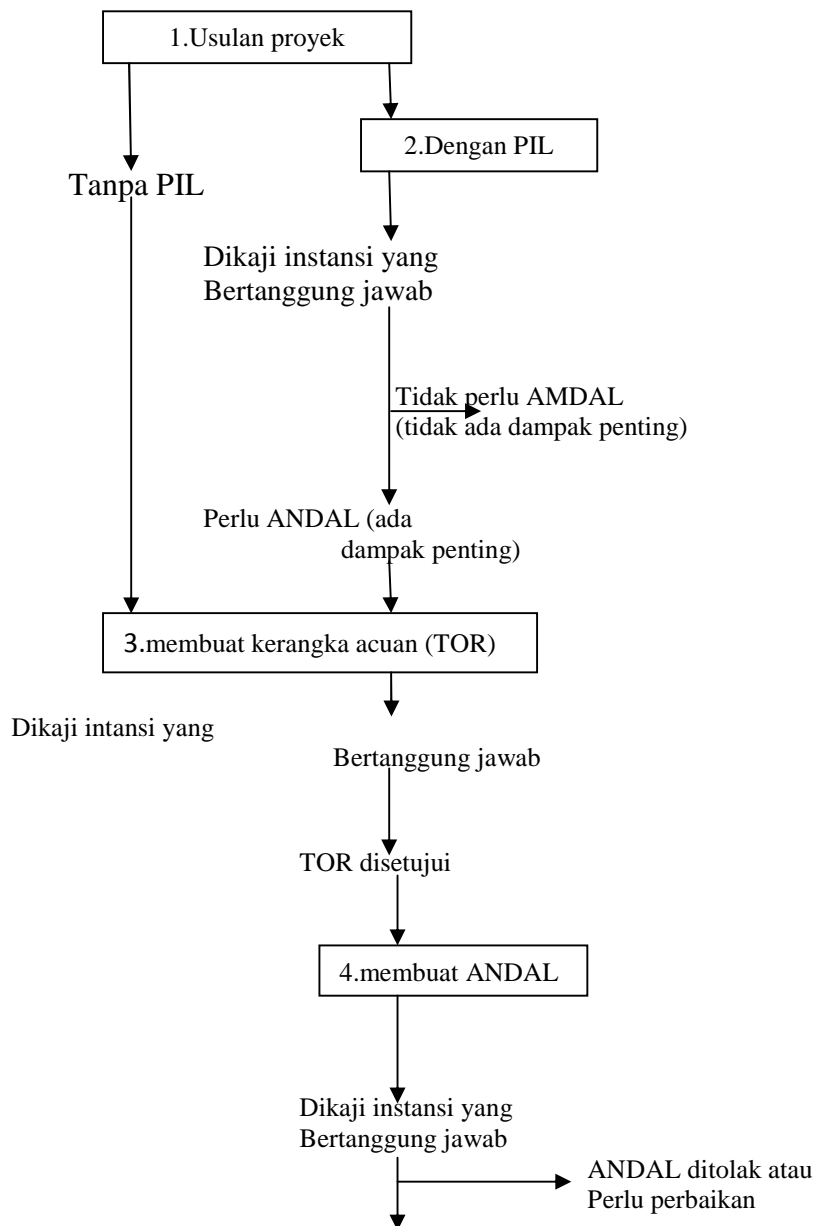 1.Usulan proyek
2.Dengan PIL
Tanpa PIL
Dikaji instansi yang
Bertanggung jawab
Tidak perlu AMDAL
(tidak ada dampak penting)
Perlu ANDAL (ada
dampak penting)
3.membuat kerangka acuan (TOR)
Dikaji intansi yang
Bertanggung jawab
TOR disetujui
4.membuat ANDAL
Dikaji instansi yang
Bertanggung jawab
ANDAL ditolak atau
Perlu perbaikan